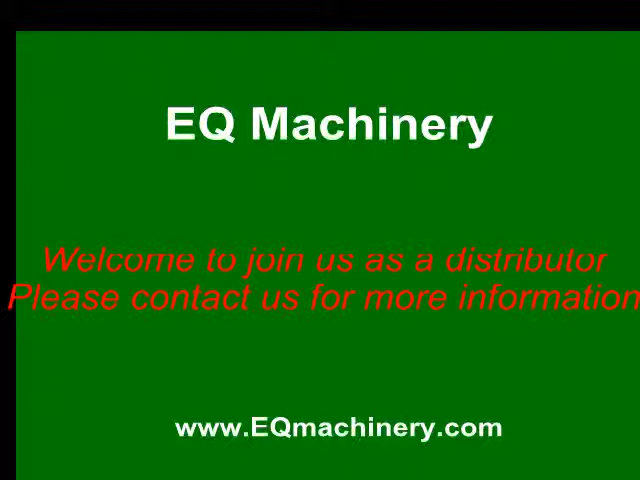 EQ Machinery
Welcome to join us as a distributor
Please contact us for more information
www.EQmachinery.com